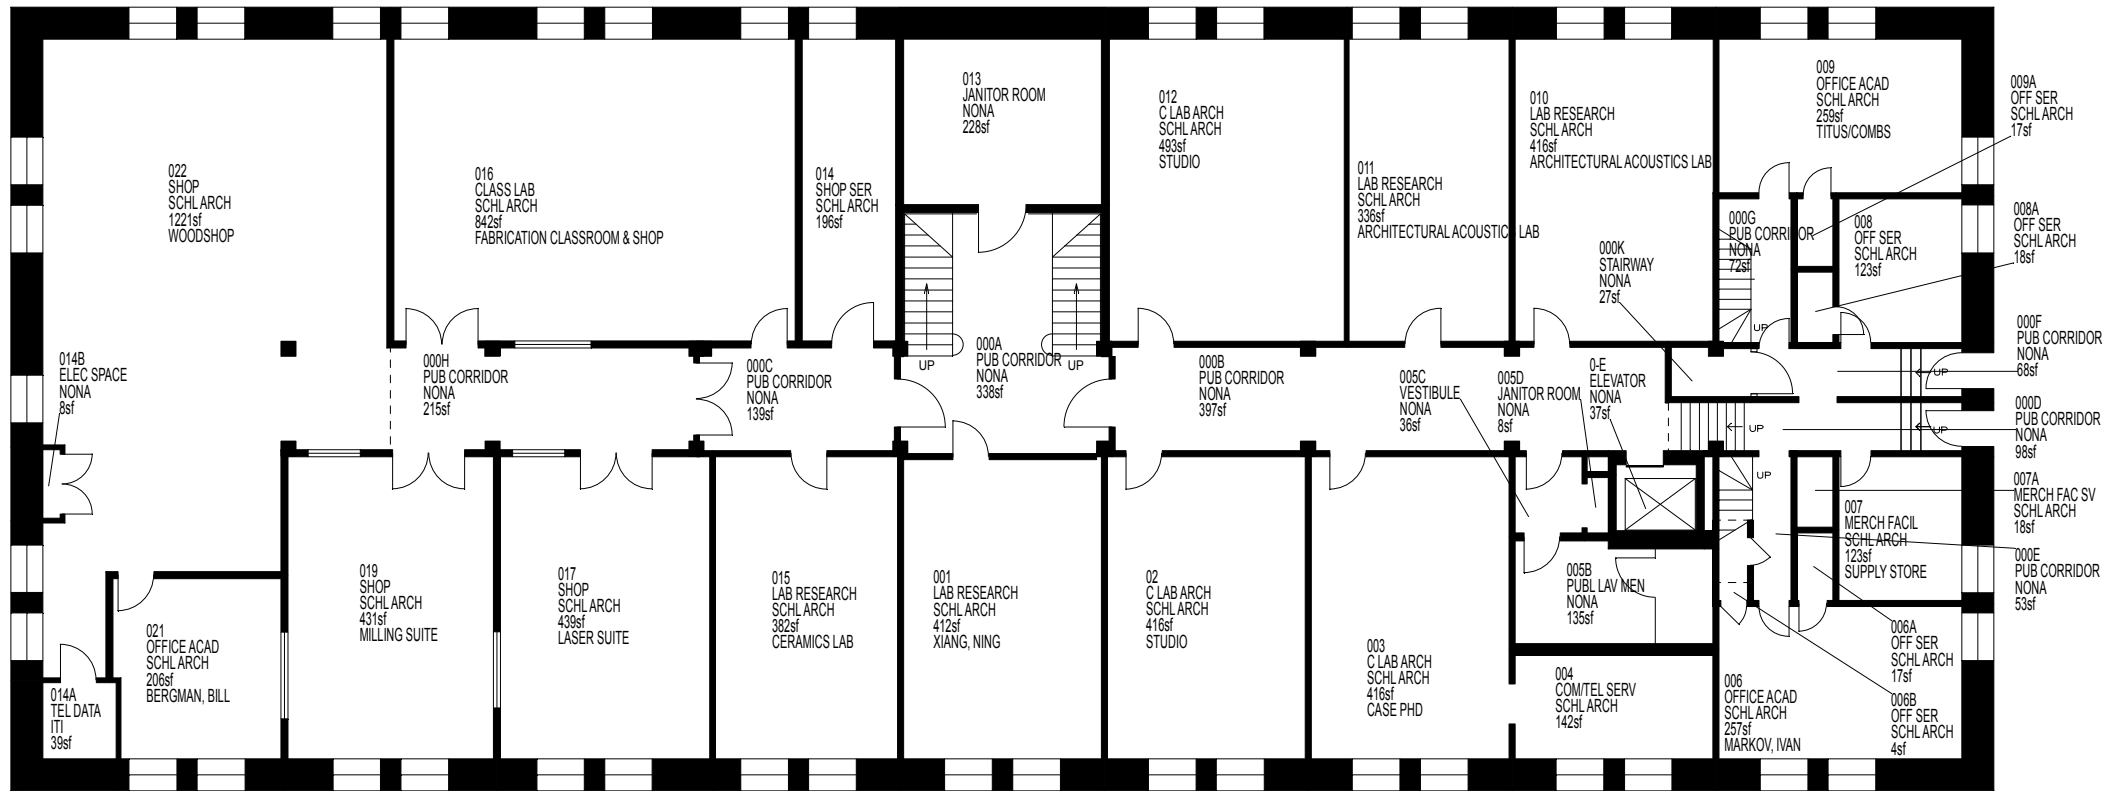 022
SHOP
SCHL ARCH
1221sf
WOODSHOP
016
CLASS LAB
SCHL ARCH
842sf
FABRICATION CLASSROOM & SHOP
014
SHOP SER
SCHL ARCH
196sf
013
JANITOR ROOM
NONA
228sf
012
C LAB ARCH
SCHL ARCH
493sf
STUDIO
011
LAB RESEARCH
SCHL ARCH
336sf
ARCHITECTURAL ACOUSTICS LAB
010
LAB RESEARCH
SCHL ARCH
416sf
ARCHITECTURAL ACOUSTICS LAB
009
OFFICE ACAD
SCHL ARCH
259sf
TITUS/COMBS
009A
OFF SER
SCHL ARCH
17sf
000G
PUB CORRIDOR
NONA
72sf
008
OFF SER
SCHL ARCH
123sf
008A
OFF SER
SCHL ARCH
18sf
000K
STAIRWAY
NONA
27sf
UP
000F
PUB CORRIDOR
NONA
68sf
UP
014B
ELEC SPACE
NONA
8sf
000H
PUB CORRIDOR
NONA
215sf
000C
PUB CORRIDOR
NONA
139sf
UP
000A
PUB CORRIDOR
NONA
338sf
UP
000B
PUB CORRIDOR
NONA
397sf
005C
VESTIBULE
NONA
36sf
005D
JANITOR ROOM
NONA
8sf
0-E
ELEVATOR
NONA
37sf
UP
UP
000D
PUB CORRIDOR
NONA
98sf
UP
007A
MERCH FAC SV
SCHL ARCH
18sf
007
MERCH FACIL
SCHL ARCH
123sf
SUPPLY STORE
000E
PUB CORRIDOR
NONA
53sf
014A
TEL DATA
ITI
39sf
021
OFFICE ACAD
SCHL ARCH
206sf
BERGMAN, BILL
019
SHOP
SCHL ARCH
431sf
MILLING SUITE
017
SHOP
SCHL ARCH
439sf
LASER SUITE
015
LAB RESEARCH
SCHL ARCH
382sf
CERAMICS LAB
001
LAB RESEARCH
SCHL ARCH
412sf
XIANG, NING
02
C LAB ARCH
SCHL ARCH
416sf
STUDIO
003
C LAB ARCH
SCHL ARCH
416sf
CASE PHD
005B
PUBL LAV MEN
NONA
135sf
004
COM/TEL SERV
SCHL ARCH
142sf
006
OFFICE ACAD
SCHL ARCH
257sf
MARKOV, IVAN
006A
OFF SER
SCHL ARCH
17sf
006B
OFF SER
SCHL ARCH
4sf